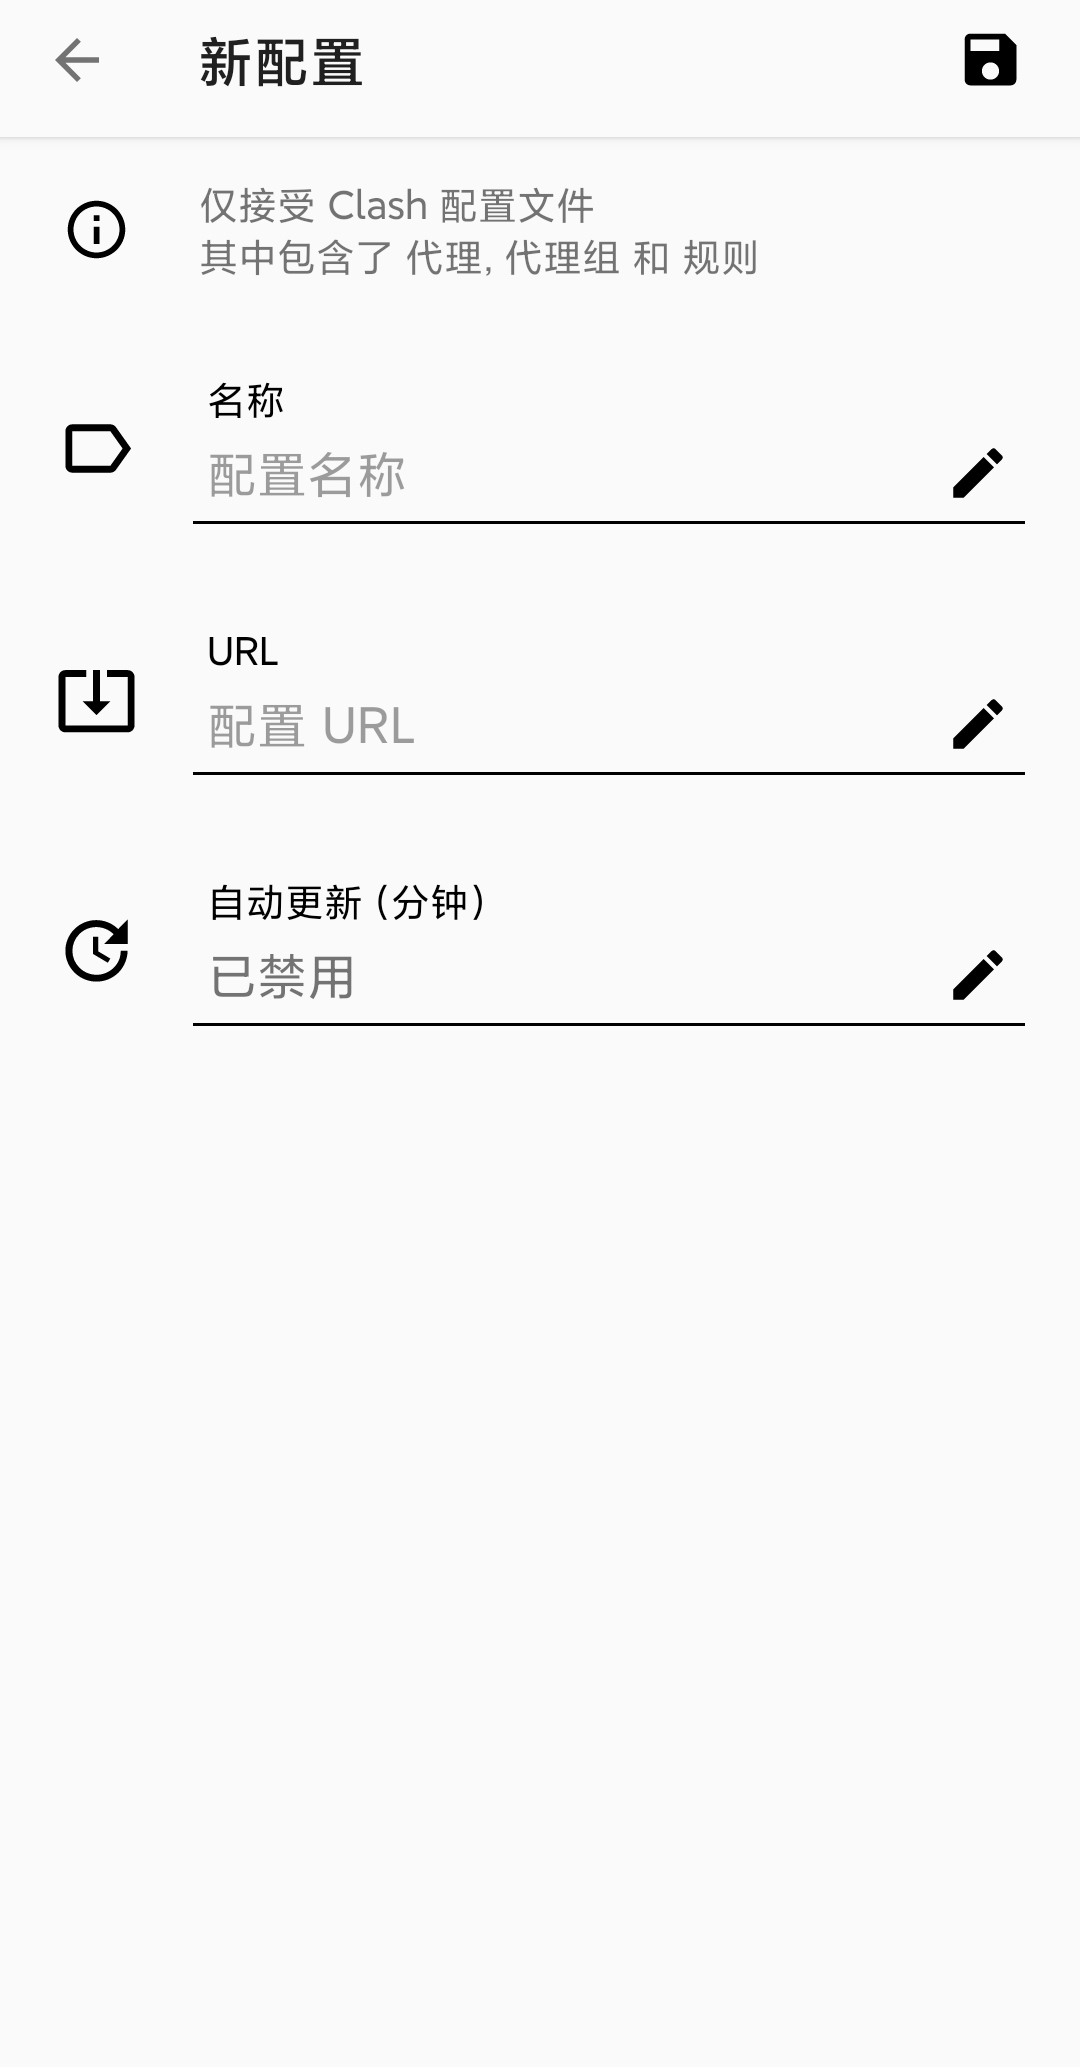 新配置
仅接受 Clash 配置文件
其中包含了 代理, 代理组 和 规则
名称
配置名称
URL
配置 URL
自动更新 (分钟)
已禁用